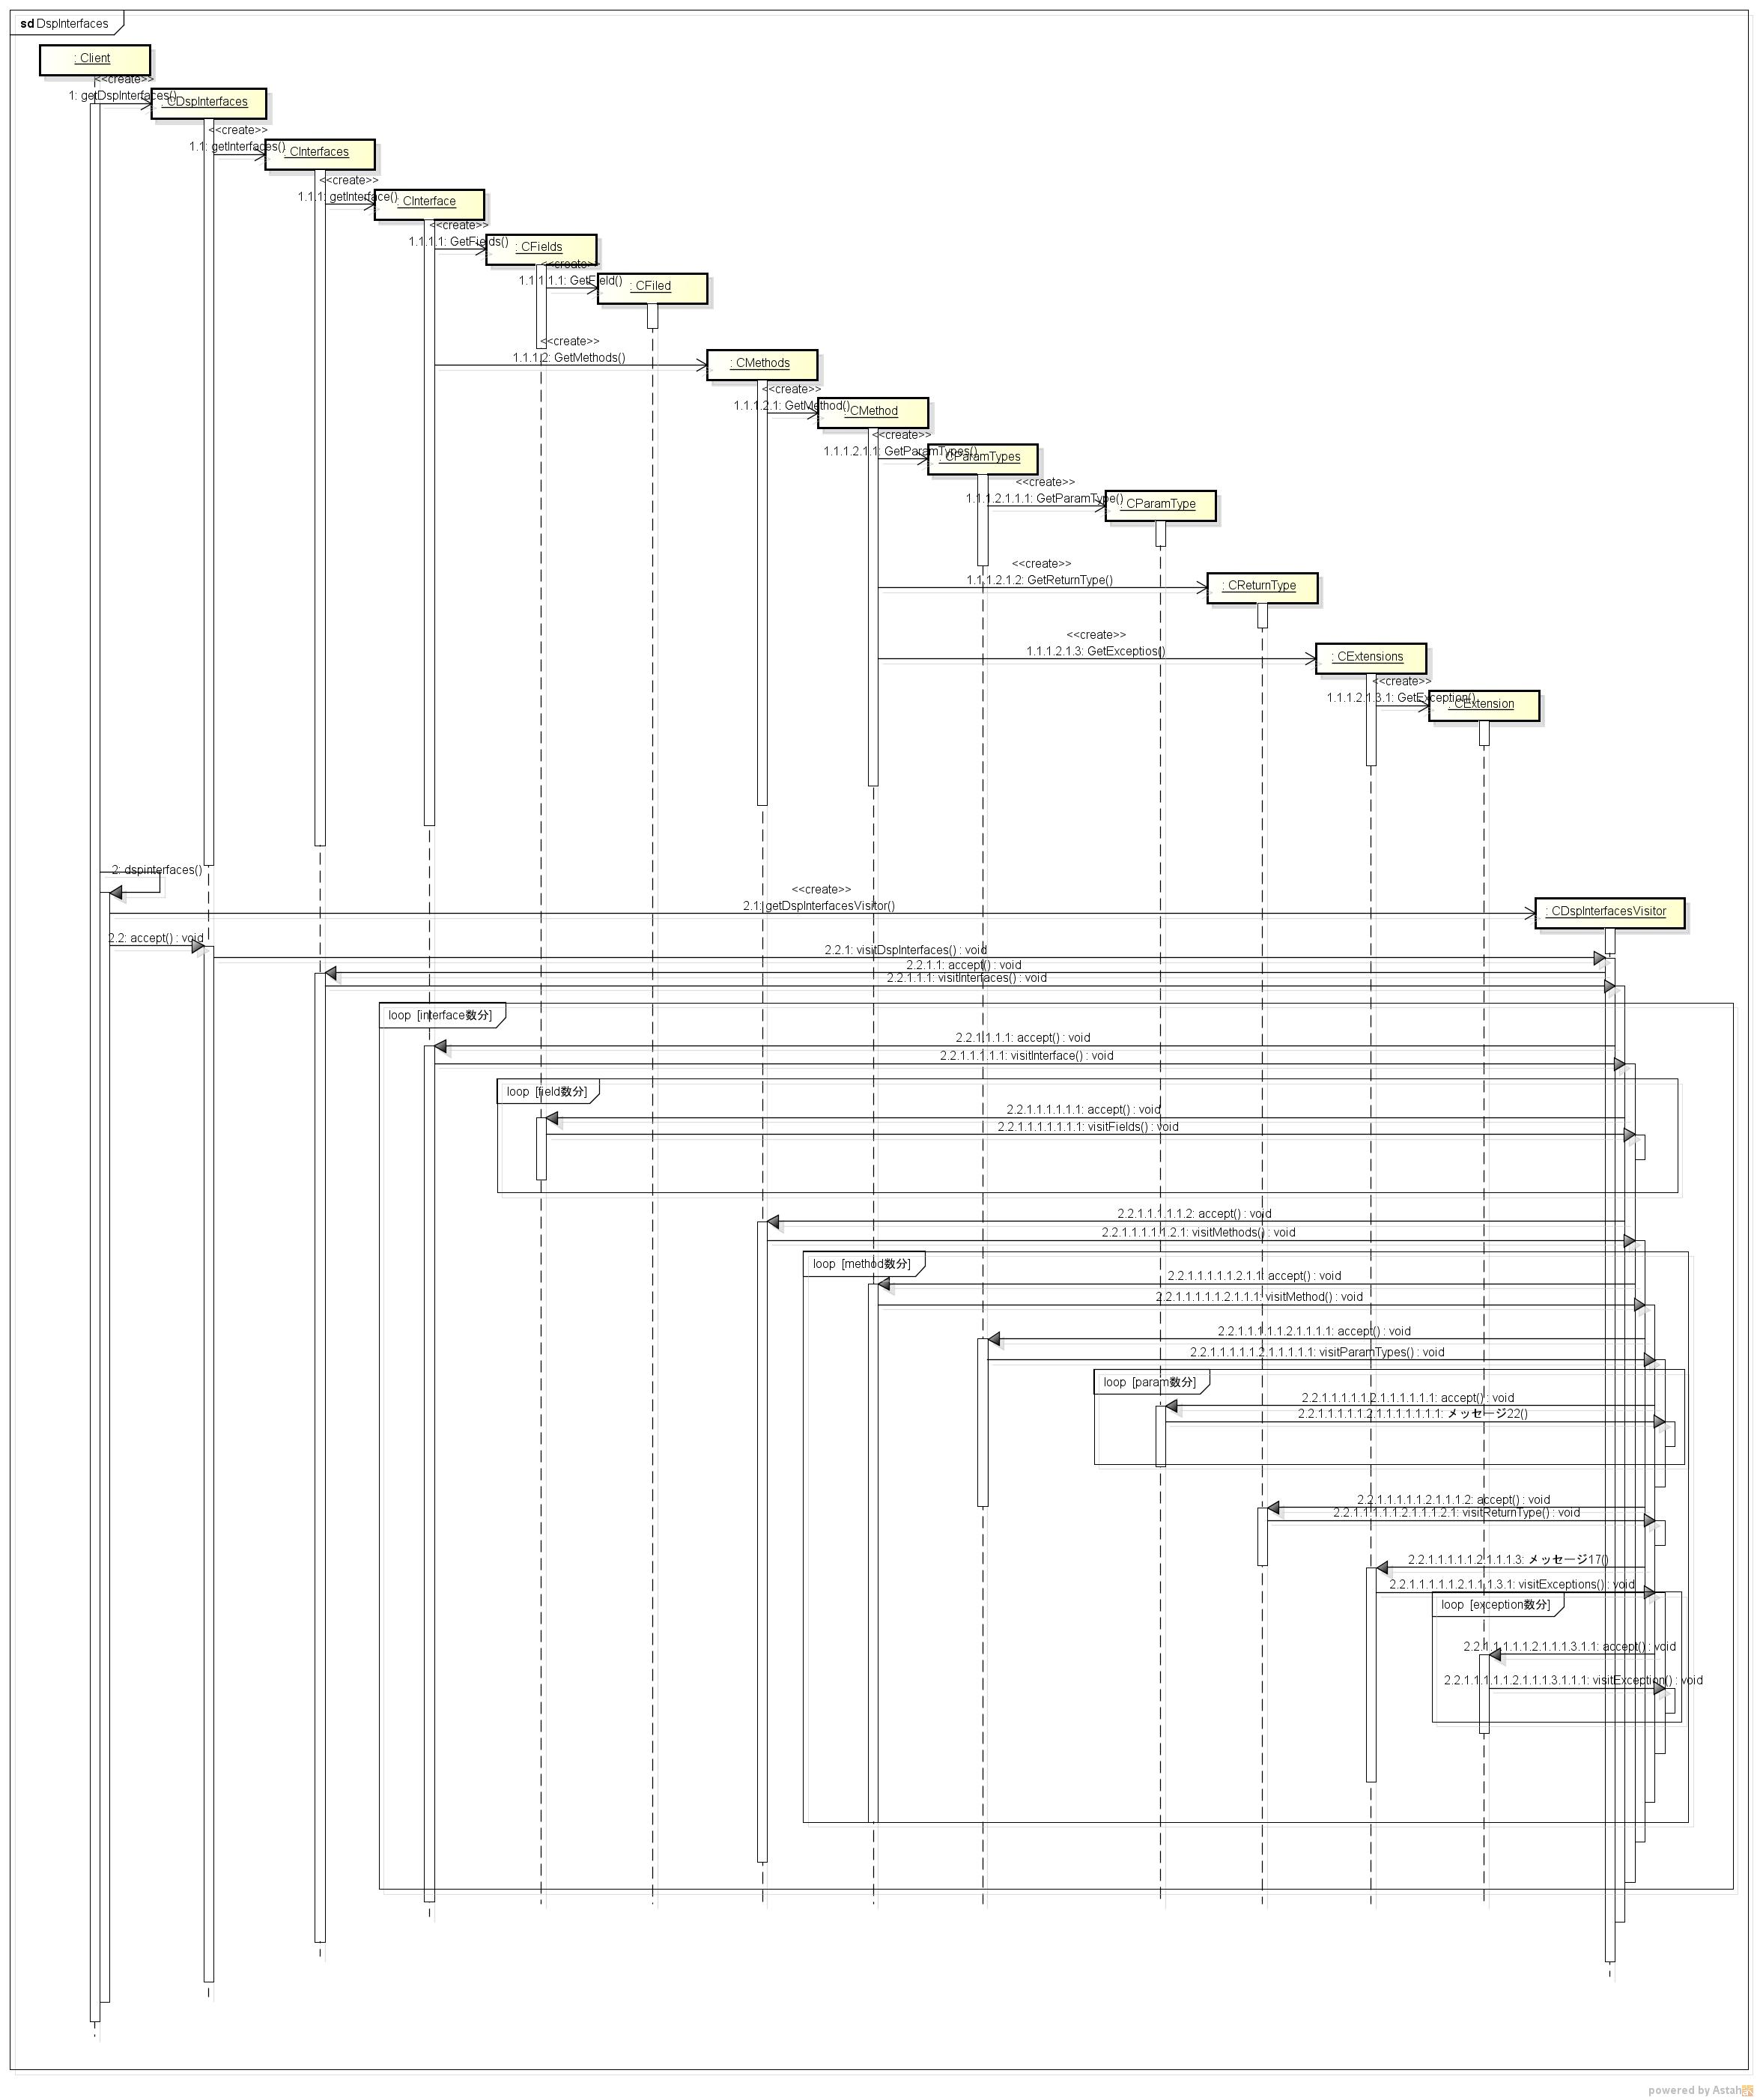 sd DspInterfaces
: Client
<<create>>
1: getDspInterfaces()
: CDspInterfaces
<<create>>
1.1: getInterfaces()
: CInterfaces
<<create>>
1.1.1: getInterface()
: CInterface
<<create>>
1.1.1.1: GetFields()
: CFields
<<create>>
1.1.1.1.1: GetField()
: CFiled
<<create>>
1.1.1.2: GetMethods()
: CMethods
<<create>>
1.1.1.2.1: GetMethod()
: CMethod
<<create>>
1.1.1.2.1.1: GetParamTypes()
: CParamTypes
<<create>>
1.1.1.2.1.1.1: GetParamType()
: CParamType
<<create>>
1.1.1.2.1.2: GetReturnType()
: CReturnType
<<create>>
1.1.1.2.1.3: GetExceptios()
: CExtensions
<<create>>
1.1.1.2.1.3.1: GetException()
: CExtension
2: dspinterfaces()
<<create>>
2.1: getDspInterfacesVisitor()
: CDspInterfacesVisitor
2.2: accept() : void
2.2.1: visitDspInterfaces() : void
2.2.1.1: accept() : void
2.2.1.1.1: visitInterfaces() : void
loop [interface数分]
2.2.1.1.1.1: accept() : void
2.2.1.1.1.1.1: visitInterface() : void
loop [field数分]
2.2.1.1.1.1.1.1: accept() : void
2.2.1.1.1.1.1.1.1: visitFields() : void
2.2.1.1.1.1.1.2: accept() : void
2.2.1.1.1.1.1.2.1: visitMethods() : void
loop [method数分]
2.2.1.1.1.1.1.2.1.1: accept() : void
2.2.1.1.1.1.1.2.1.1.1: visitMethod() : void
2.2.1.1.1.1.1.2.1.1.1.1: accept() : void
2.2.1.1.1.1.1.2.1.1.1.1.1: visitParamTypes() : void
loop [param数分]
2.2.1.1.1.1.1.2.1.1.1.1.1.1: accept() : void
2.2.1.1.1.1.1.2.1.1.1.1.1.1.1: メッセージ22()
2.2.1.1.1.1.1.2.1.1.1.2: accept() : void
2.2.1.1.1.1.1.2.1.1.1.2.1: visitReturnType() : void
2.2.1.1.1.1.1.2.1.1.1.3: メッセージ17()
2.2.1.1.1.1.1.2.1.1.1.3.1: visitExceptions() : void
loop [exception数分]
2.2.1.1.1.1.1.2.1.1.1.3.1.1: accept() : void
2.2.1.1.1.1.1.2.1.1.1.3.1.1.1: visitException() : void
powered by Astah